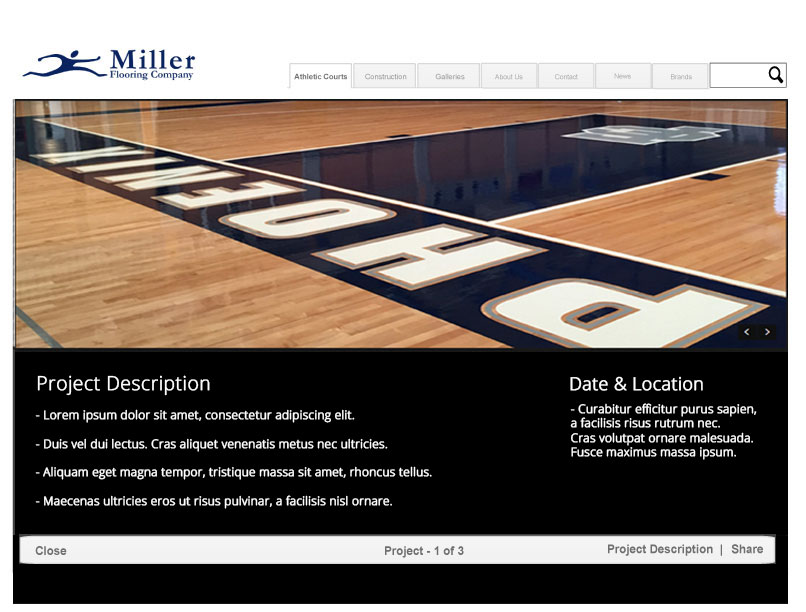 Miller
Flooring Company
Athletic Courts
Construction
Galleries
About Us
Contact
News
Brands
PHOENIX
< >
Project Description
- Lorem ipsum dolor sit amet, consectetur adipiscing elit.
- Duis vel dui lectus. Cras aliquet venenatis metus nec ultricies.
- Aliquam eget magna tempor, tristique massa sit amet, rhoncus tellus.
- Maecenas ultricies eros ut risus pulvinar, a facilisis nisl ornare.
Date & Location
- Curabitur efficitur purus sapien,
a facilisis risus rutrum nec.
Cras volutpat ornare malesuada.
Fusce maximus massa ipsum.
Close
Project - 1 of 3
Project Description | Share